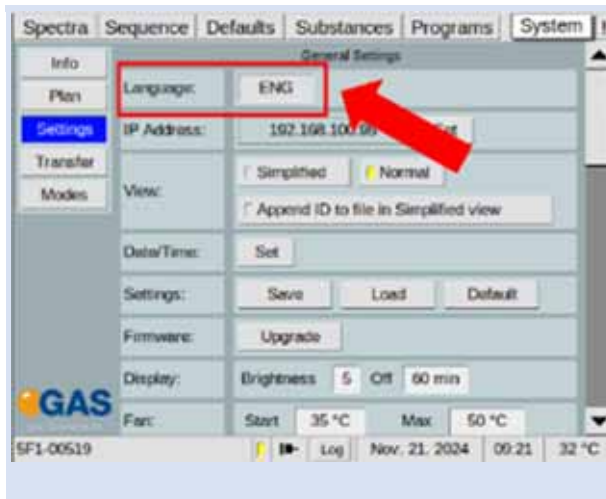 Spectra Sequence Defaults Substances Programs System
Info
Plan
Settings
Transfer
Modes
General Settings
Language: ENG
IP Address: 192.168.100.
View: Simplified Normal
Append ID to file in Simplified view
Date/Time: Set
Settings: Save Load Default
Firmware: Upgrade
Display: Brightness 5 Off 60 min
Fan: Start 35 °C Max 50 °C
GAS
5F1-00519 Log Nov. 21. 2024 09:21 32 °C